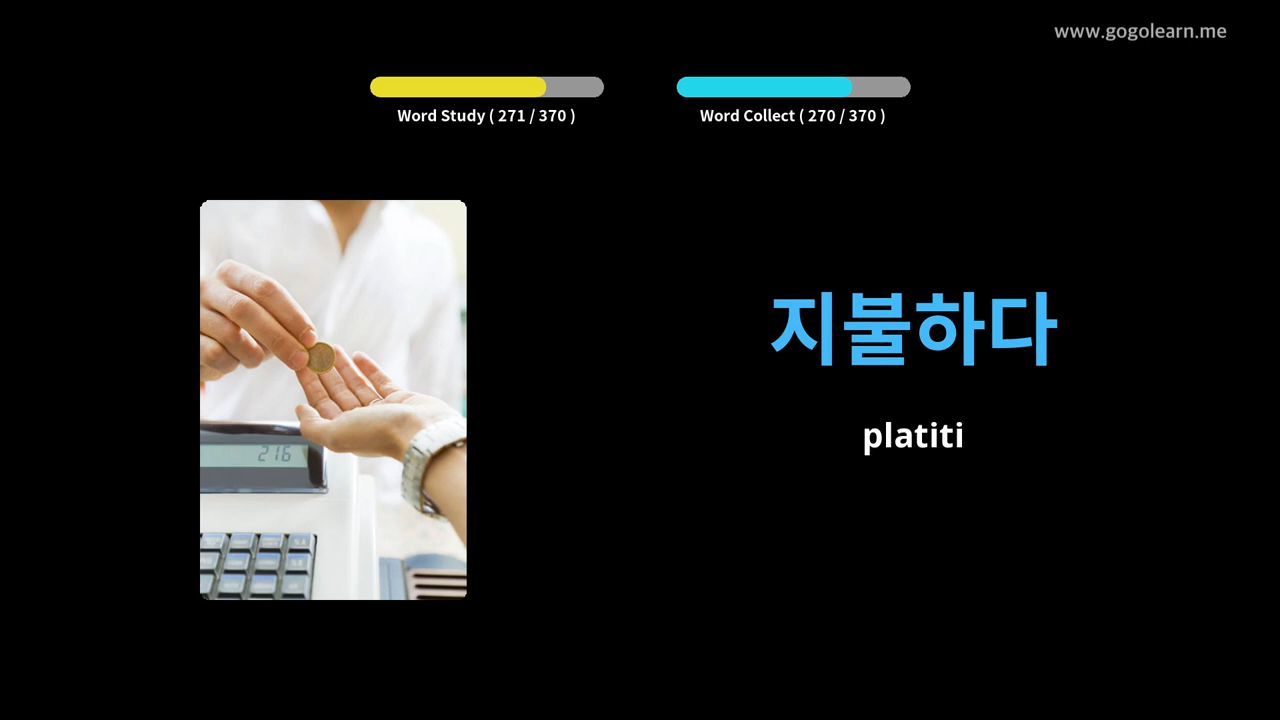 www.gogolearn.me
Word Study ( 271 / 370 )
Word Collect ( 270 / 370 )
지불하다
platiti
216